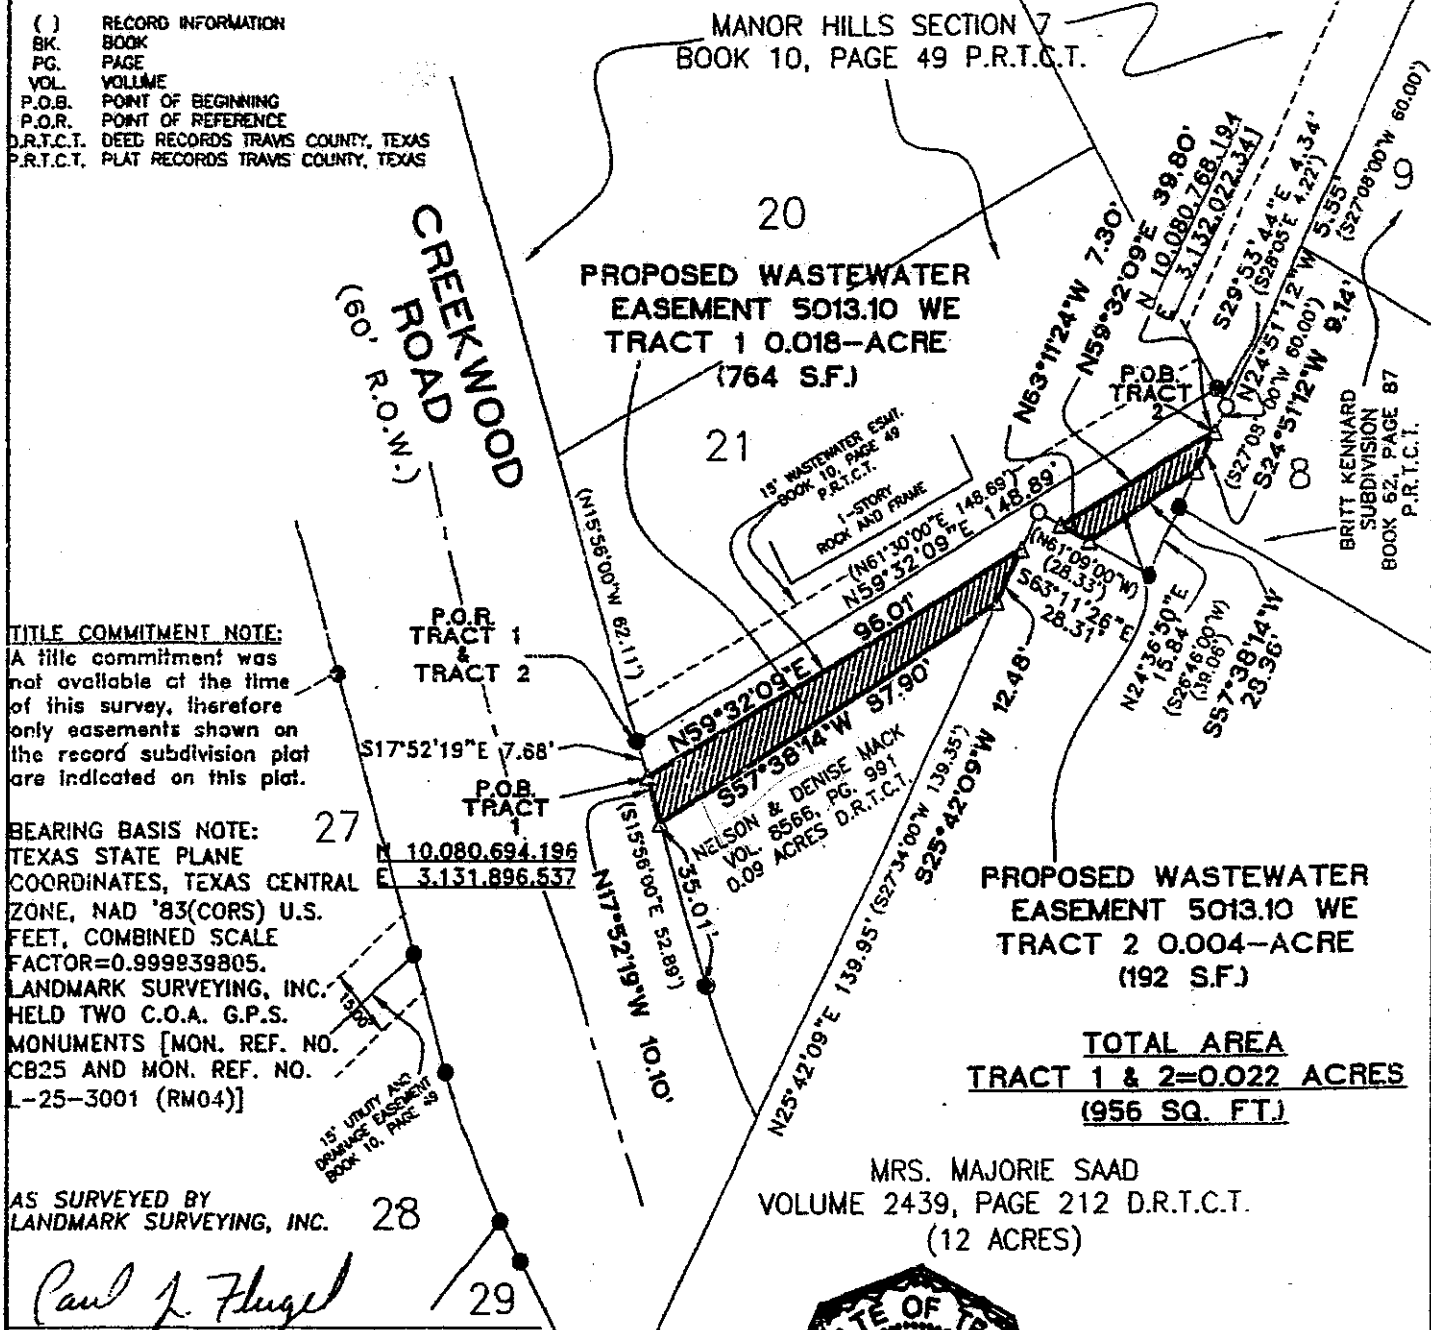 ( ) RECORD INFORMATION
BK. BOOK
PG. PAGE
VOL. VOLUME
P.O.B. POINT OF BEGINNING
P.O.R. POINT OF REFERENCE
D.R.T.C.T. DEED RECORDS TRAVIS COUNTY, TEXAS
P.R.T.C.T. PLAT RECORDS TRAVIS COUNTY, TEXAS
MANOR HILLS SECTION 7
BOOK 10, PAGE 49 P.R.T.C.T.
CREEKWOOD
ROAD
(60' R.O.W.)
20
PROPOSED WASTEWATER
EASEMENT 5013.10 WE
TRACT 1 0.018-ACRE
(764 S.F.)
21
15' WASTEWATER ESMT.
BOOK 10, PAGE 49
P.R.T.C.T.
1-STORY
ROCK AND FRAME
(N61°30'00"E 148.69')
N59°32'09"E 148.89'
N63°11'24"W 7.30'
N59°32'09"E 39.80'
N 10.080.768.194
E 3.132.022.341
S29°53'44"E 4.34'
(S28°05'E 4.22')
N24°51'12"W 5.55'
(S27°08'00"W 60.00')
(S27°08'00"W 60.00')
S24°51'12"W 9.14'
9
8
BRITT KENNARD
SUBDIVISION
BOOK 62, PAGE 87
P.R.T.C.T.
P.O.B.
TRACT
2
(N15°56'00"W 62.11')
P.O.R.
TRACT 1
&
TRACT 2
S17°52'19"E 7.68'
P.O.B.
TRACT
1
N 10.080.694.196
E 3.131.896.537
N59°32'09"E 96.01'
S57°38'14"W 87.90'
(N61°09'00"W)
(28.33')
S63°11'26"E
28.31'
N24°36'50"E
15.84'
(S26°46'00"W)
(39.06')
S57°38'14"W
28.36'
S25°42'09"W 12.48'
NELSON & DENISE MACK
VOL. 8566, PG. 991
0.09 ACRES D.R.T.C.T.
35.01'
(S15°56'00"E 52.89')
N17°52'19"W 10.10'
N25°42'09"E 139.95' (S27°34'00"W 139.35')
TITLE COMMITMENT NOTE:
A title commitment was
not available at the time
of this survey, therefore
only easements shown on
the record subdivision plat
are indicated on this plat.
BEARING BASIS NOTE:
TEXAS STATE PLANE
COORDINATES, TEXAS CENTRAL
ZONE, NAD '83(CORS) U.S.
FEET, COMBINED SCALE
FACTOR=0.999939805.
LANDMARK SURVEYING, INC.
HELD TWO C.O.A. G.P.S.
MONUMENTS [MON. REF. NO.
CB25 AND MON. REF. NO.
L-25-3001 (RM04)]
27
15.00'
15' UTILITY AND
DRAINAGE EASEMENT
BOOK 10, PAGE 49
28
29
PROPOSED WASTEWATER
EASEMENT 5013.10 WE
TRACT 2 0.004-ACRE
(192 S.F.)
TOTAL AREA
TRACT 1 & 2=0.022 ACRES
(956 SQ. FT.)
MRS. MAJORIE SAAD
VOLUME 2439, PAGE 212 D.R.T.C.T.
(12 ACRES)
AS SURVEYED BY
LANDMARK SURVEYING, INC.
Paul L. Flugel
OF